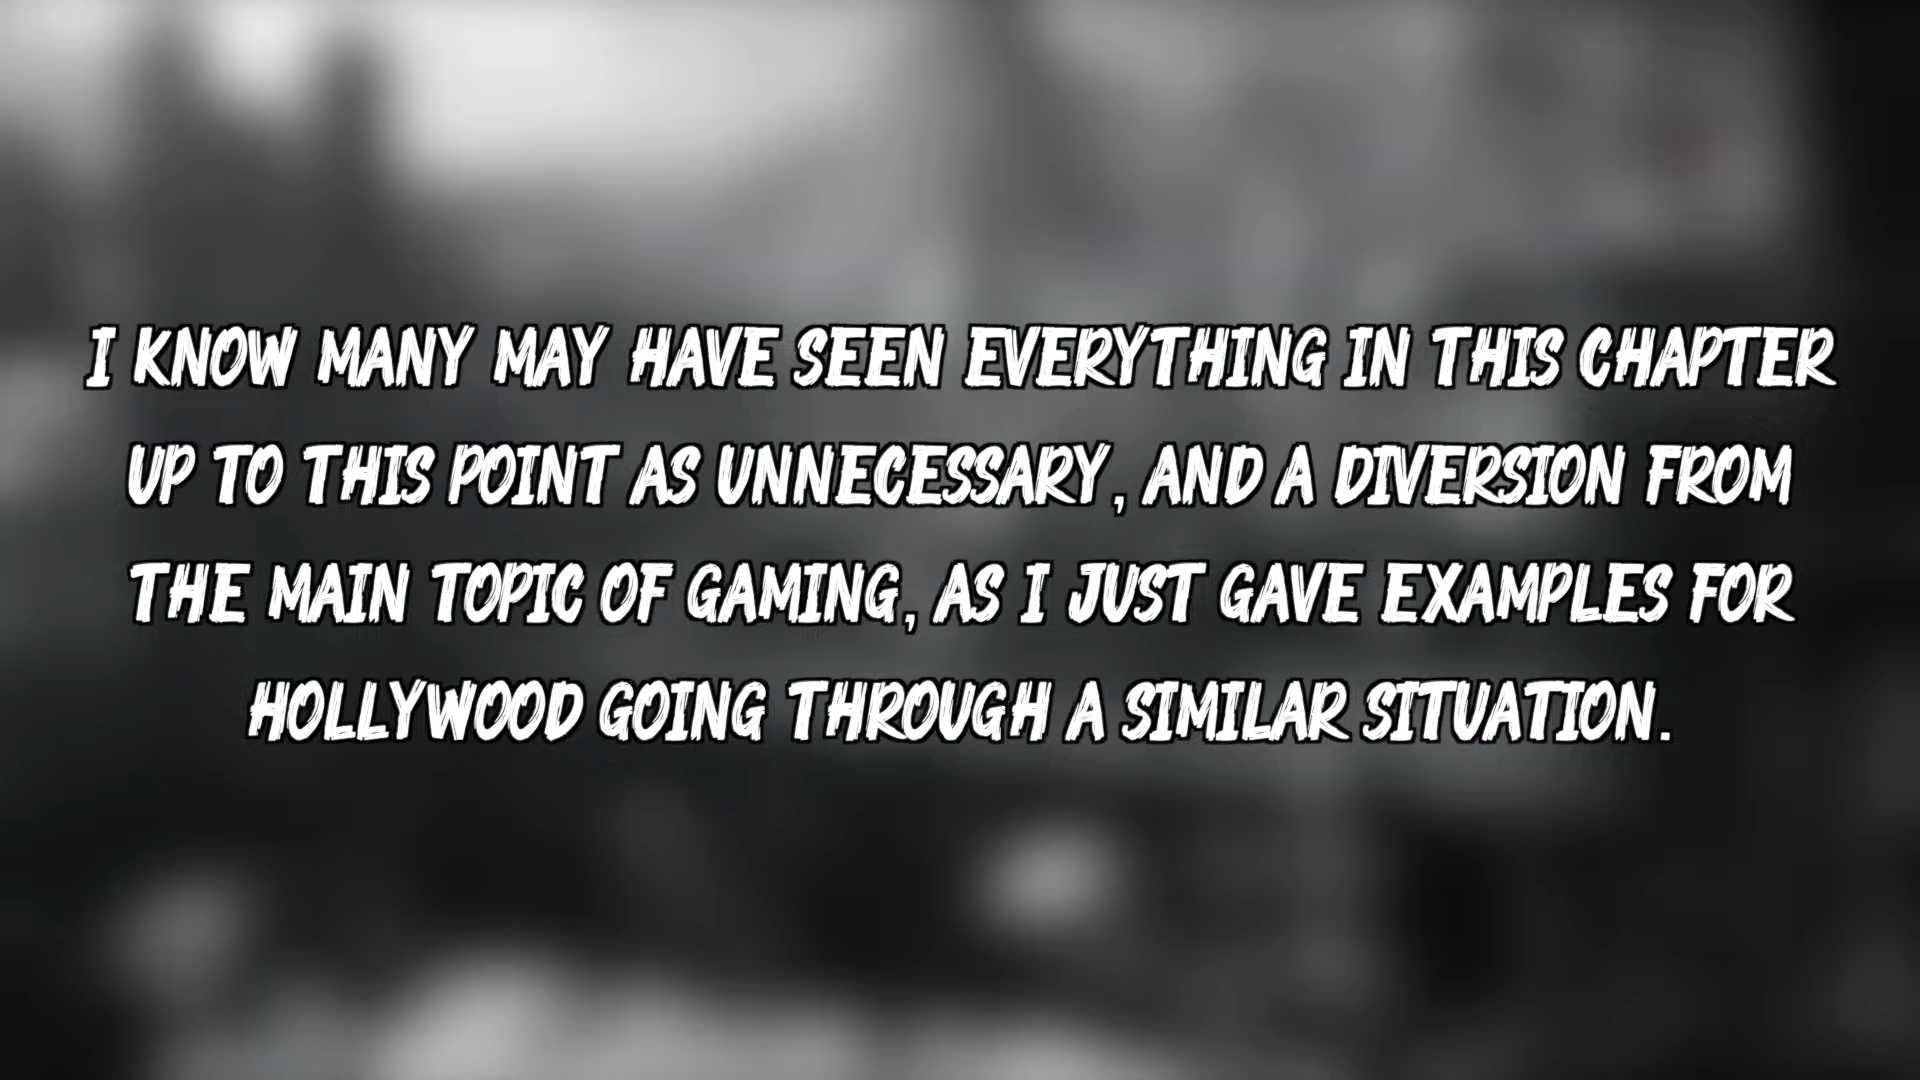 I KNOW MANY MAY HAVE SEEN EVERYTHING IN THIS CHAPTER
UP TO THIS POINT AS UNNECESSARY, AND A DIVERSION FROM
THE MAIN TOPIC OF GAMING, AS I JUST GAVE EXAMPLES FOR
HOLLYWOOD GOING THROUGH A SIMILAR SITUATION.